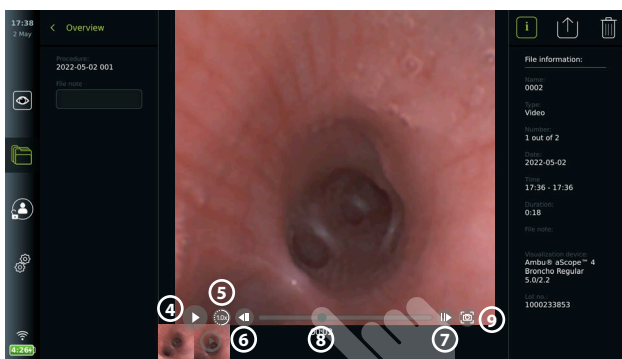 17:38
2 May
Overview
Procedure:
2022-05-02 001
File note
i
File information:
Name:
0002
Type:
Video
Number:
1 out of 2
Date:
2022-05-02
Time
17:36 - 17:36
Duration:
0:18
File note:
Visualization device:
Ambu® aScope™ 4
Broncho Regular
5.0/2.2
Lot no.:
1000233853
4
5
1.0x
6
8
7
9
4:26